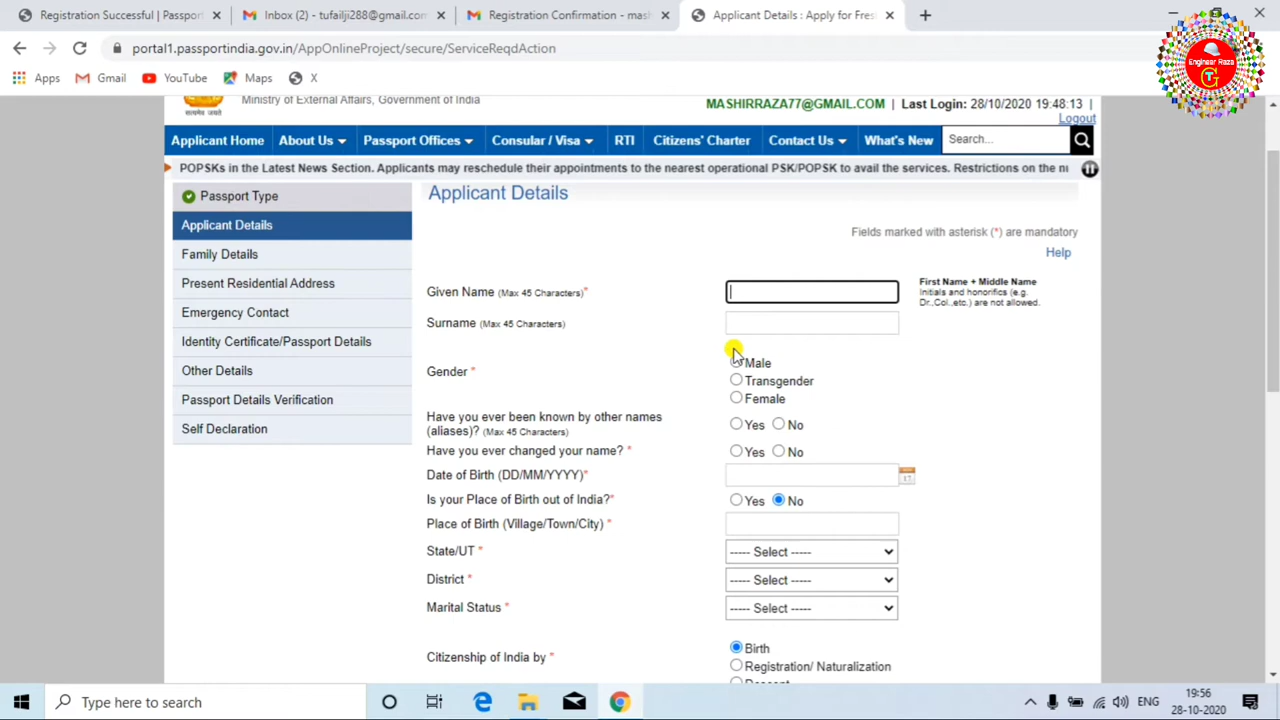 Registration Successful | Passport
Inbox (2) - tufailji288@gmail.com
Registration Confirmation - mash
Applicant Details : Apply for Fres
portal1.passportindia.gov.in/AppOnlineProject/secure/ServiceReqdAction
Apps
Gmail
YouTube
Maps
X
Engineer Raza
सत्यमेव जयते
Ministry of External Affairs, Government of India
MASHIRRAZA77@GMAIL.COM | Last Login: 28/10/2020 19:48:13 |
Logout
Applicant Home
About Us
Passport Offices
Consular / Visa
RTI
Citizens' Charter
Contact Us
What's New
Search...
POPSKs in the Latest News Section. Applicants may reschedule their appointments to the nearest operational PSK/POPSK to avail the services. Restrictions on the nu
Passport Type
Applicant Details
Family Details
Present Residential Address
Emergency Contact
Identity Certificate/Passport Details
Other Details
Passport Details Verification
Self Declaration
Applicant Details
Fields marked with asterisk (*) are mandatory
Help
Given Name (Max 45 Characters)*
First Name + Middle Name
Initials and honorifics (e.g.
Dr.,Col.,etc.) are not allowed.
Surname (Max 45 Characters)
Gender *
Male
Transgender
Female
Have you ever been known by other names
(aliases)? (Max 45 Characters)
Yes No
Have you ever changed your name? *
Yes No
Date of Birth (DD/MM/YYYY)*
17
Is your Place of Birth out of India?*
Yes No
Place of Birth (Village/Town/City) *
State/UT *
----- Select -----
District *
----- Select -----
Marital Status *
----- Select -----
Citizenship of India by *
Birth
Registration/ Naturalization
Descent
Type here to search
ENG
19:56
28-10-2020